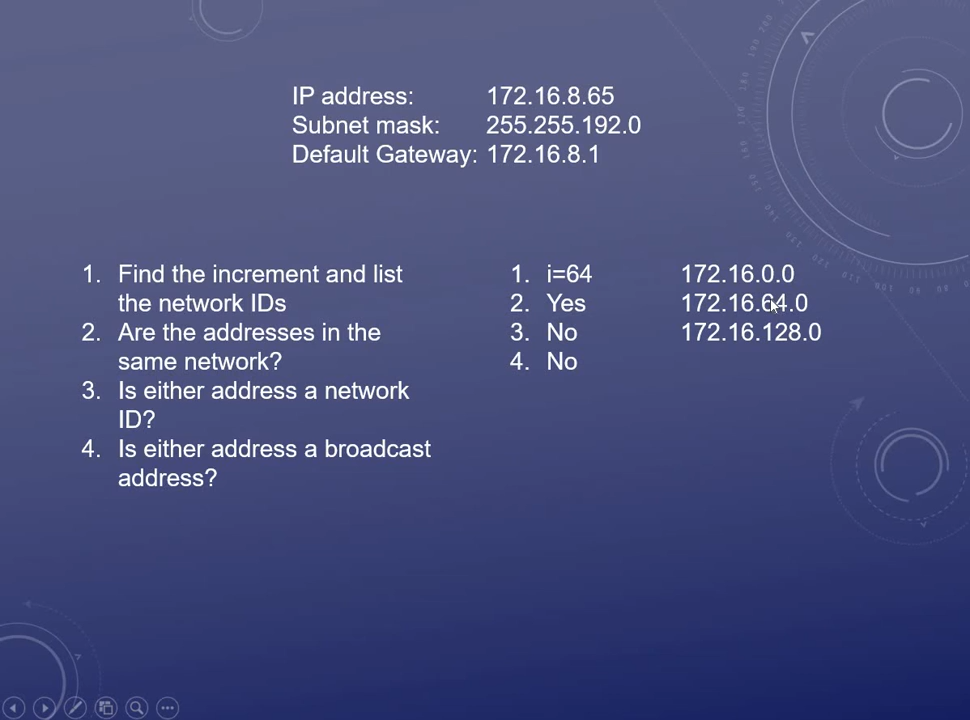 IP address: 172.16.8.65
Subnet mask: 255.255.192.0
Default Gateway: 172.16.8.1
1. Find the increment and list
the network IDs
2. Are the addresses in the
same network?
3. Is either address a network
ID?
4. Is either address a broadcast
address?
1. i=64
2. Yes
3. No
4. No
172.16.0.0
172.16.64.0
172.16.128.0